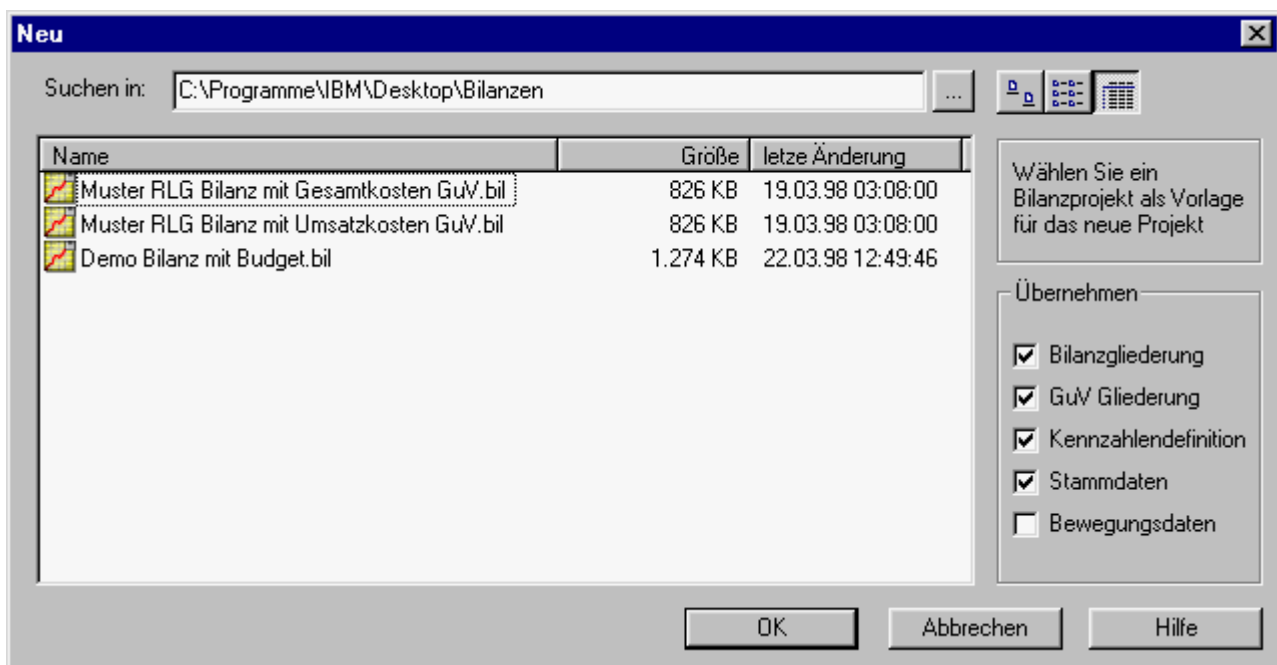 Neu
Suchen in: C:\Programme\IBM\Desktop\Bilanzen ...
Name Größe letze Änderung
Muster RLG Bilanz mit Gesamtkosten GuV.bil 826 KB 19.03.98 03:08:00
Muster RLG Bilanz mit Umsatzkosten GuV.bil 826 KB 19.03.98 03:08:00
Demo Bilanz mit Budget.bil 1.274 KB 22.03.98 12:49:46
Wählen Sie ein
Bilanzprojekt als Vorlage
für das neue Projekt
Übernehmen
Bilanzgliederung
GuV Gliederung
Kennzahlendefinition
Stammdaten
Bewegungsdaten
OK Abbrechen Hilfe